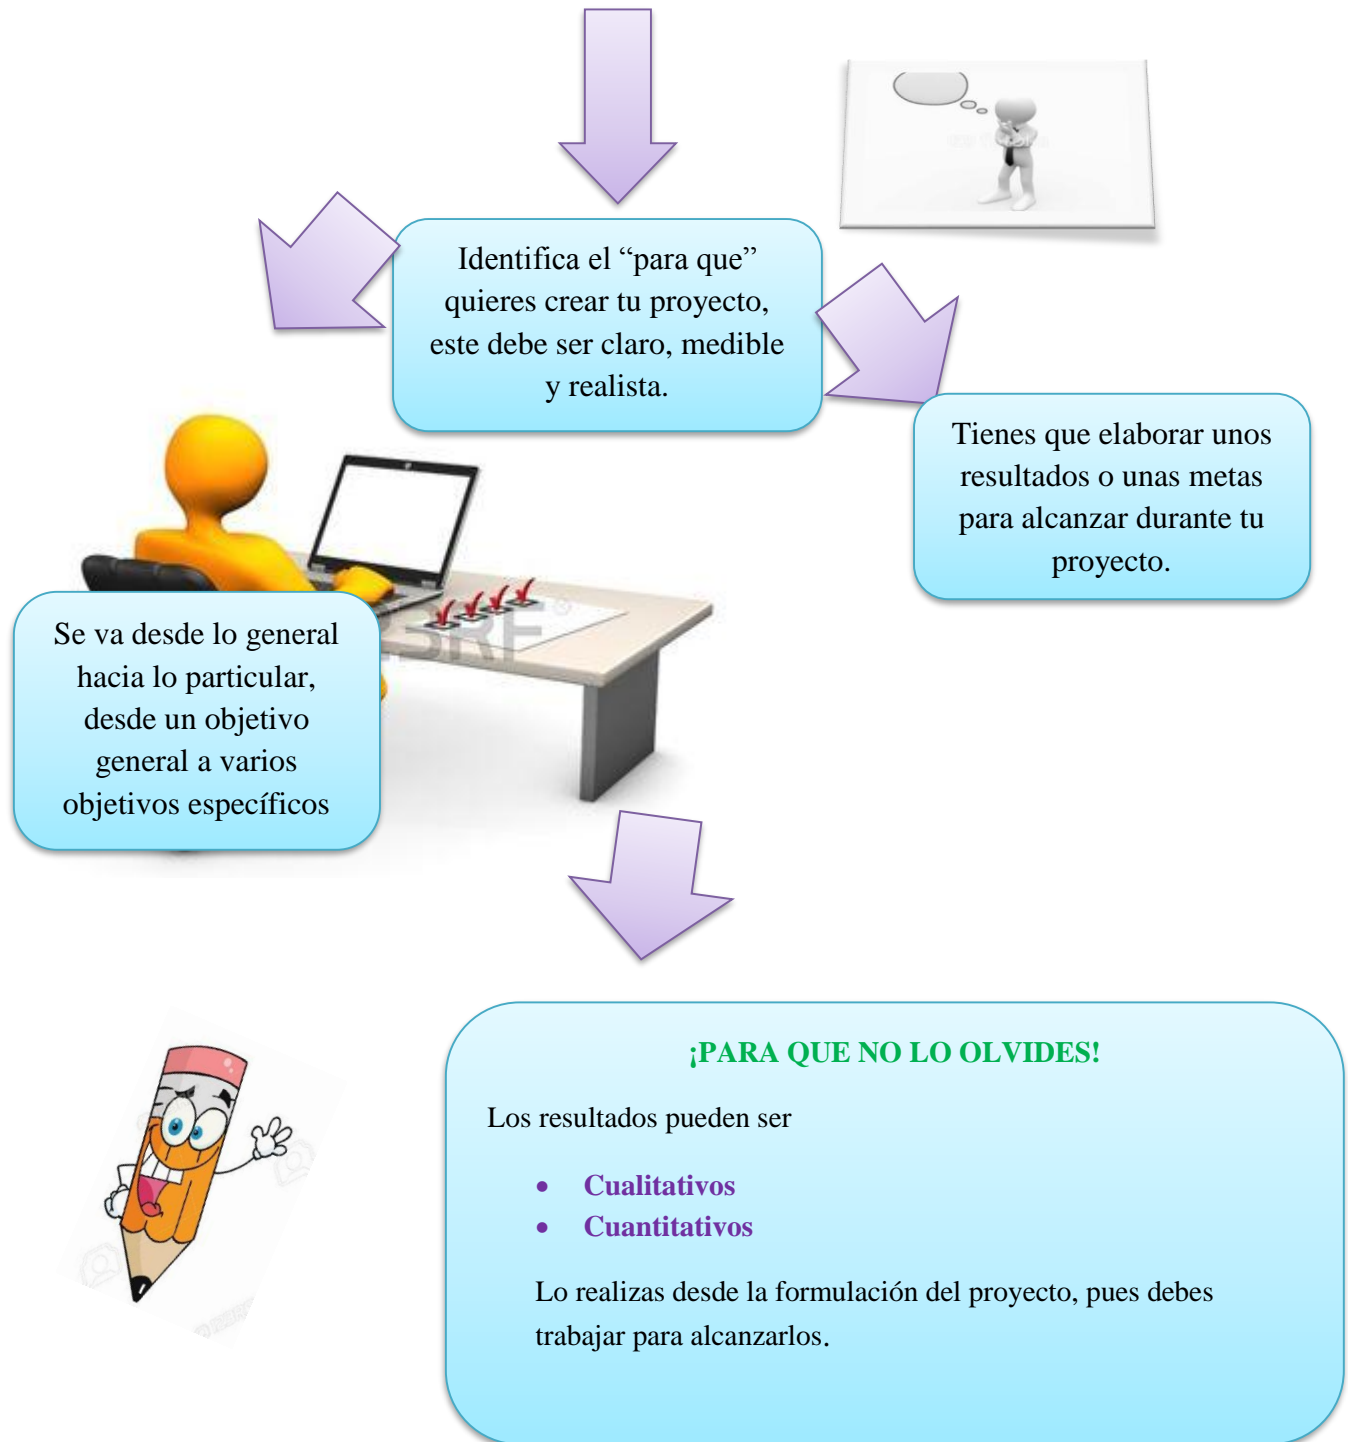 Identifica el “para que”
quieres crear tu proyecto,
este debe ser claro, medible
y realista.
Tienes que elaborar unos
resultados o unas metas
para alcanzar durante tu
proyecto.
Se va desde lo general
hacia lo particular,
desde un objetivo
general a varios
objetivos específicos
¡PARA QUE NO LO OLVIDES!
Los resultados pueden ser
• Cualitativos
• Cuantitativos
Lo realizas desde la formulación del proyecto, pues debes
trabajar para alcanzarlos.